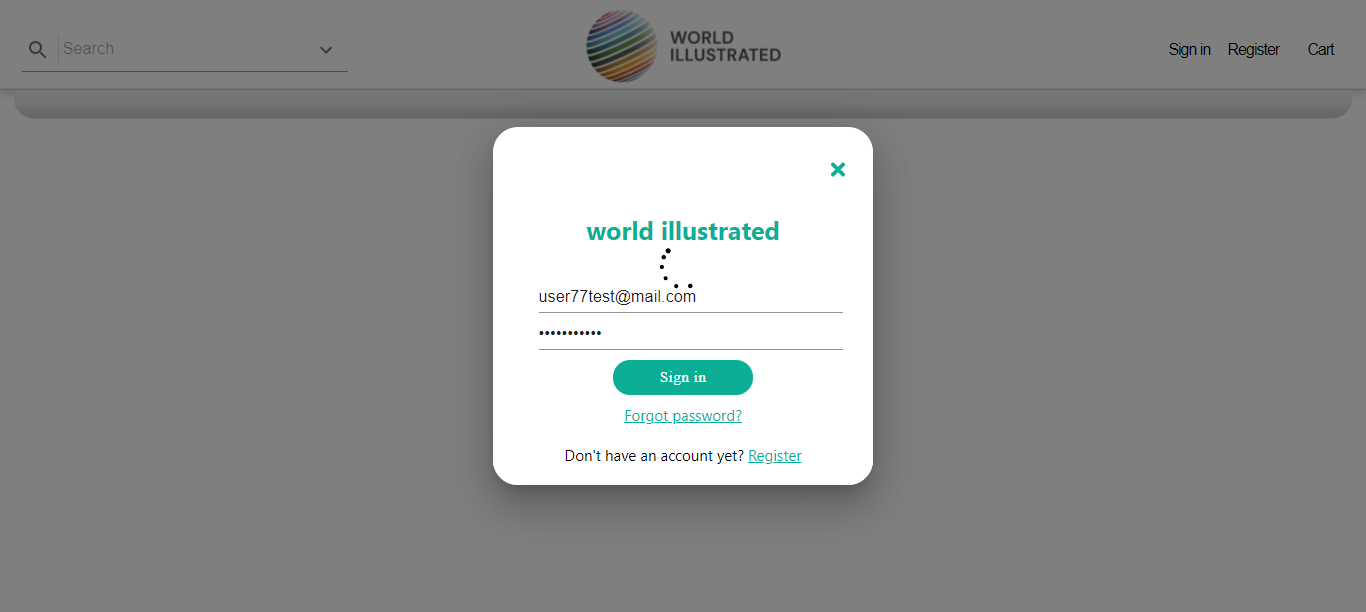 Search
WORLD
ILLUSTRATED
Sign in Register Cart
world illustrated
user77test@mail.com
•••••••••••
Sign in
Forgot password?
Don't have an account yet? Register